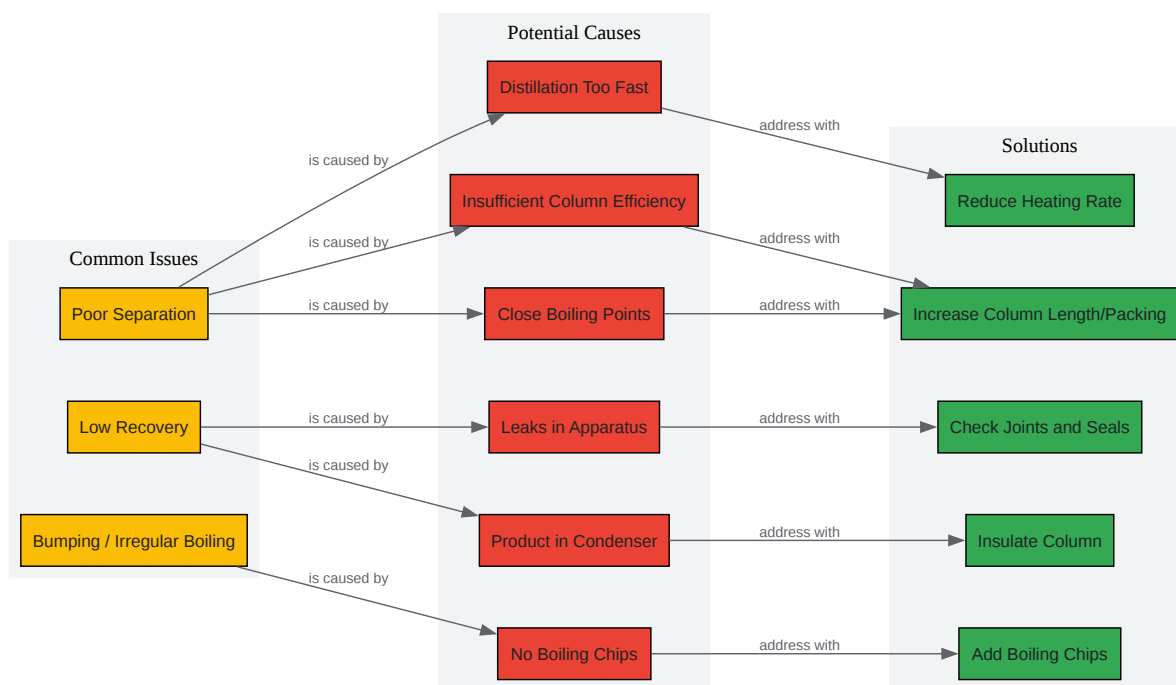 Potential Causes
Distillation Too Fast
address with
Solutions
is caused by
Insufficient Column Efficiency
Reduce Heating Rate
is caused by
address with
Common Issues
Poor Separation
is caused by
Close Boiling Points
address with
Increase Column Length/Packing
Low Recovery
is caused by
Leaks in Apparatus
address with
Check Joints and Seals
is caused by
Bumping / Irregular Boiling
Product in Condenser
address with
Insulate Column
is caused by
No Boiling Chips
address with
Add Boiling Chips